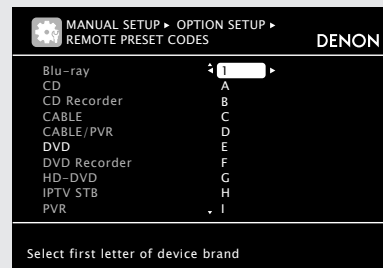 MANUAL SETUP ▸ OPTION SETUP ▸
REMOTE PRESET CODES
DENON
Blu-ray 1
CD A
CD Recorder B
CABLE C
CABLE/PVR D
DVD E
DVD Recorder F
HD-DVD G
IPTV STB H
PVR I
Select first letter of device brand